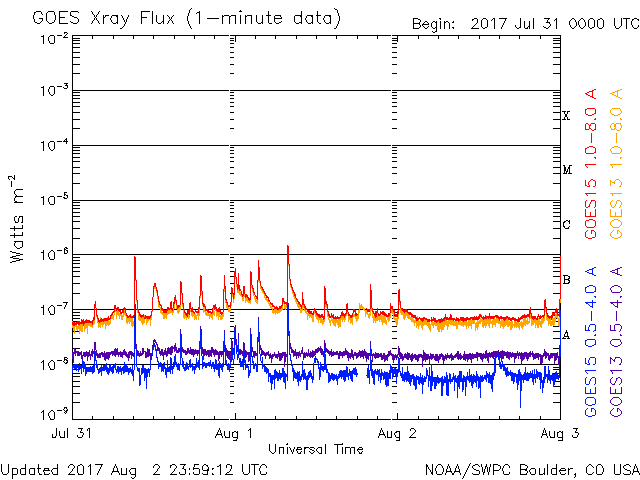 GOES Xray Flux (1-minute data)
Begin: 2017 Jul 31 0000 UTC
10-2
10-3
10-4
10-5
10-6
10-7
10-8
10-9
Watts m-2
X
M
C
B
A
GOES15 1.0-8.0 A
GOES13 1.0-8.0 A
GOES15 0.5-4.0 A
GOES13 0.5-4.0 A
Jul 31
Aug 1
Aug 2
Aug 3
Universal Time
Updated 2017 Aug 2 23:59:12 UTC
NOAA/SWPC Boulder, CO USA